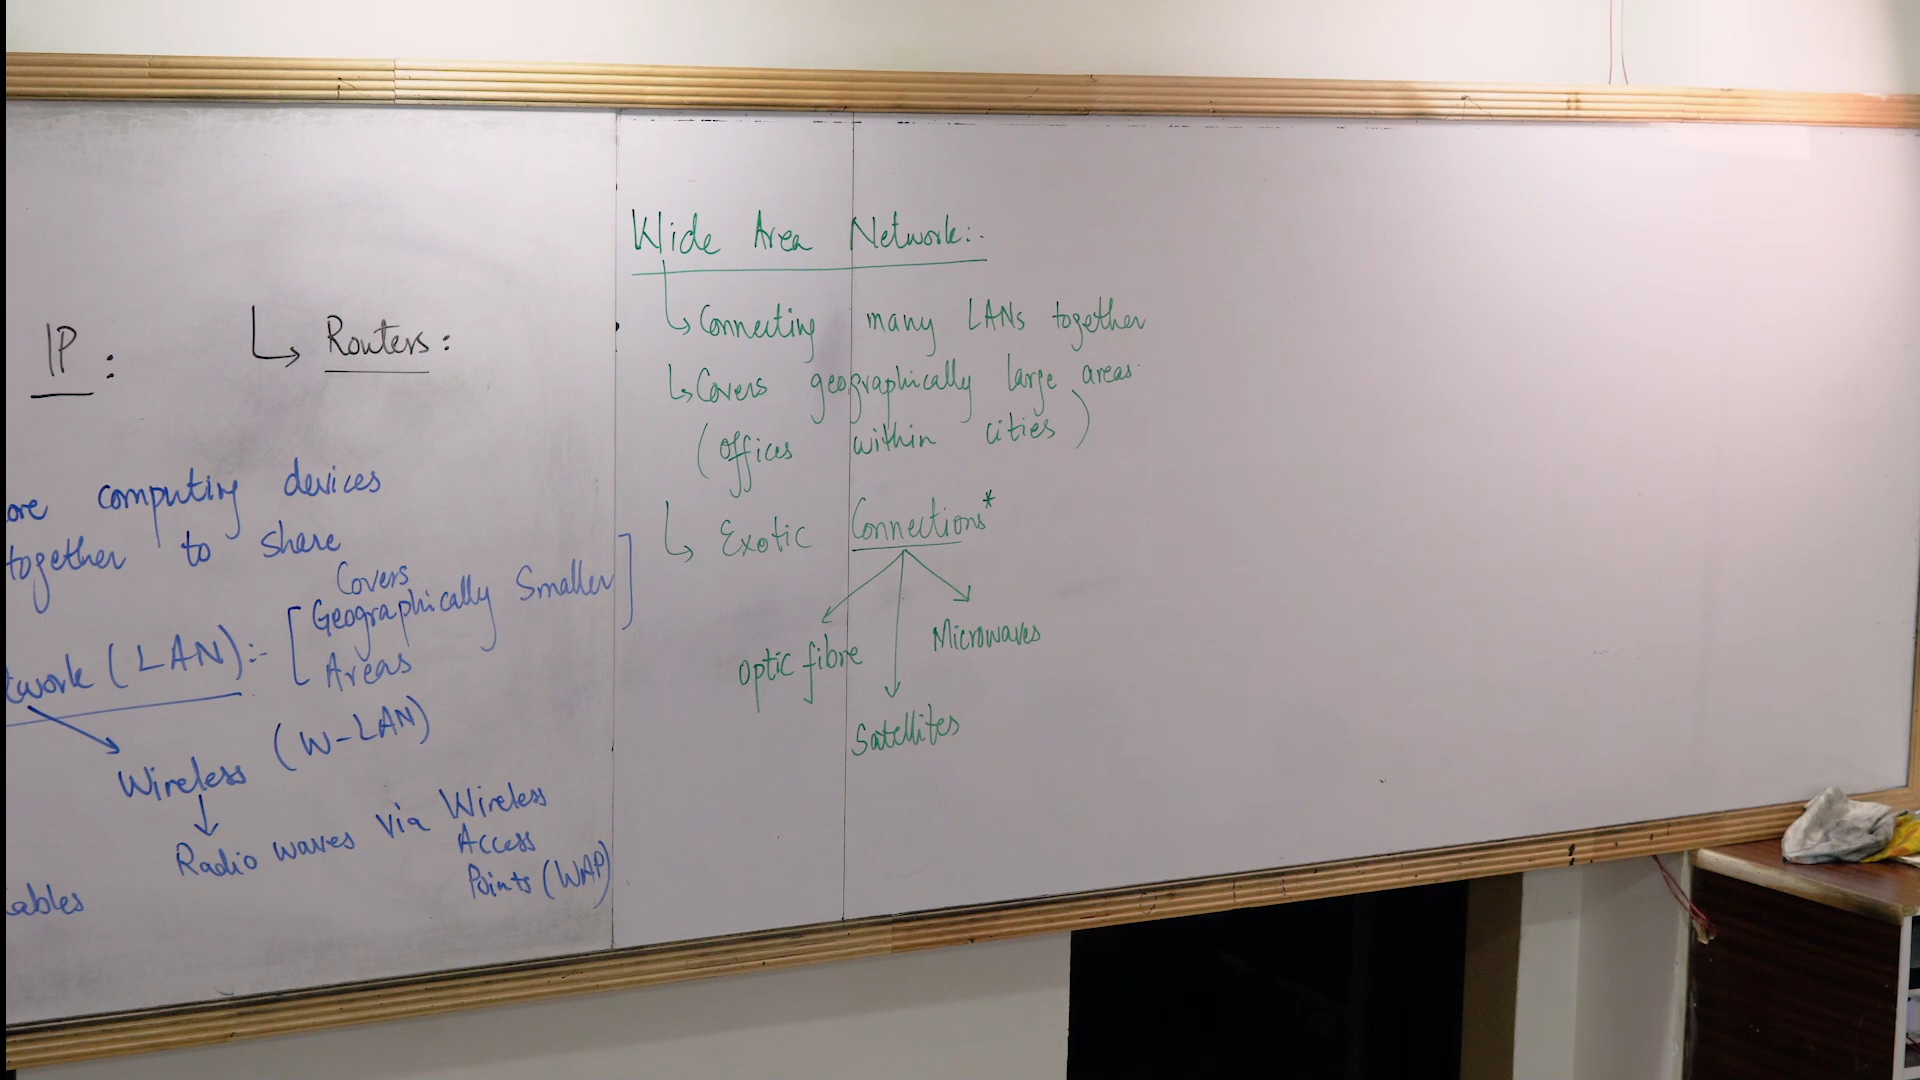 IP :
Routers :
ore computing devices
together to share
twork (LAN):-
Covers
Geographically Smaller
Areas
Wireless (W-LAN)
Radio waves via Wireless
Access
Points (WAP)
ables
Wide Area Network:.
Connecting many LANs together
Covers geographically large areas.
(offices within cities)
Exotic Connections*
Optic fibre
Microwaves
Satellites